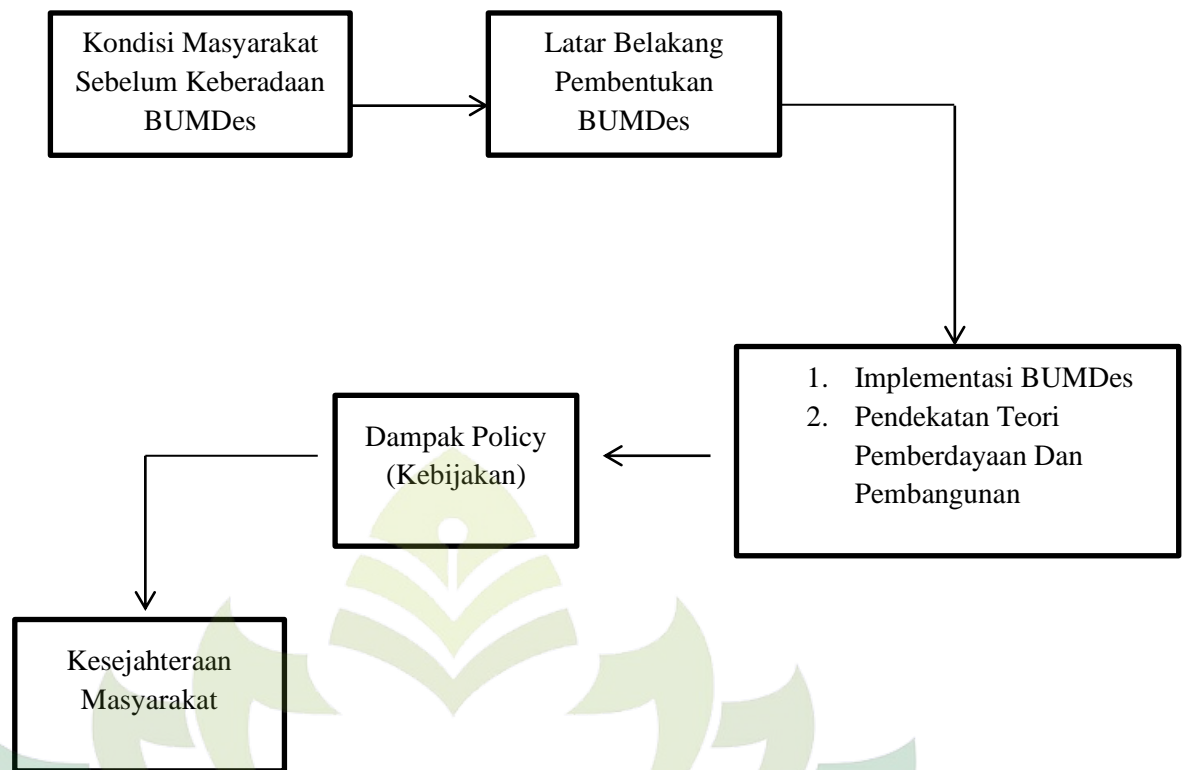 Kondisi Masyarakat
Sebelum Keberadaan
BUMDes
Latar Belakang
Pembentukan
BUMDes
1. Implementasi BUMDes
2. Pendekatan Teori
Pemberdayaan Dan
Pembangunan
Dampak Policy
(Kebijakan)
Kesejahteraan
Masyarakat